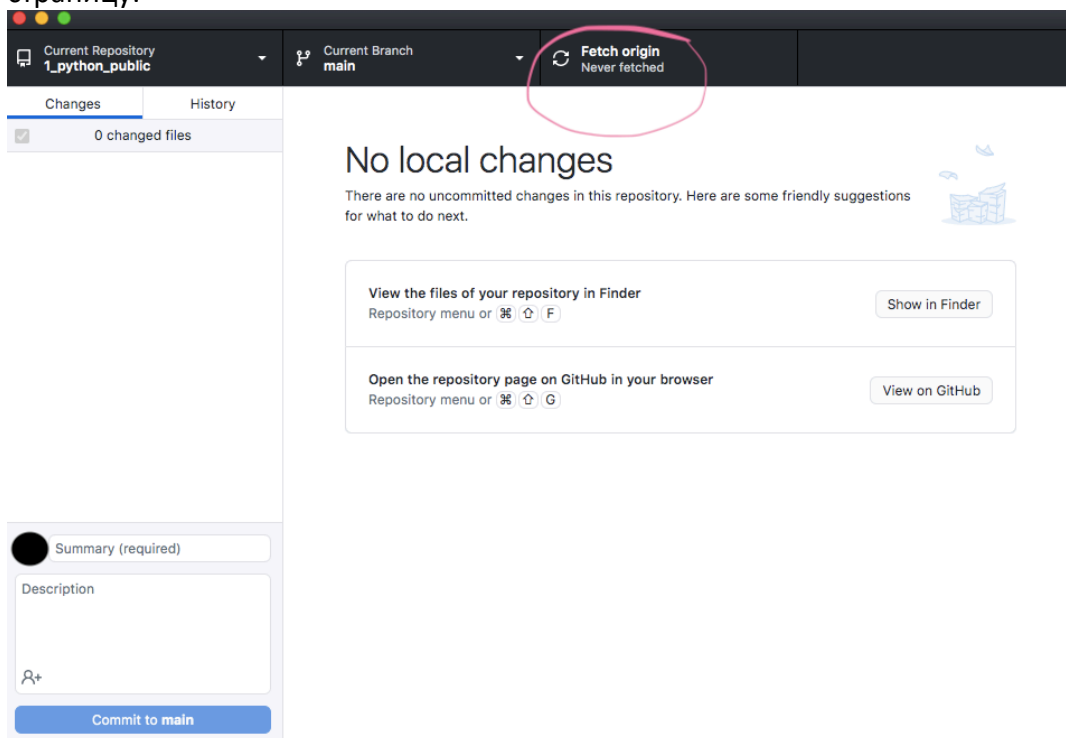 страницу.
Current Repository
1_python_public
Current Branch
main
Fetch origin
Never fetched
Changes
History
0 changed files
No local changes
There are no uncommitted changes in this repository. Here are some friendly suggestions
for what to do next.
View the files of your repository in Finder
Repository menu or ⌘ ⇧ F
Show in Finder
Open the repository page on GitHub in your browser
Repository menu or ⌘ ⇧ G
View on GitHub
Summary (required)
Description
Commit to main